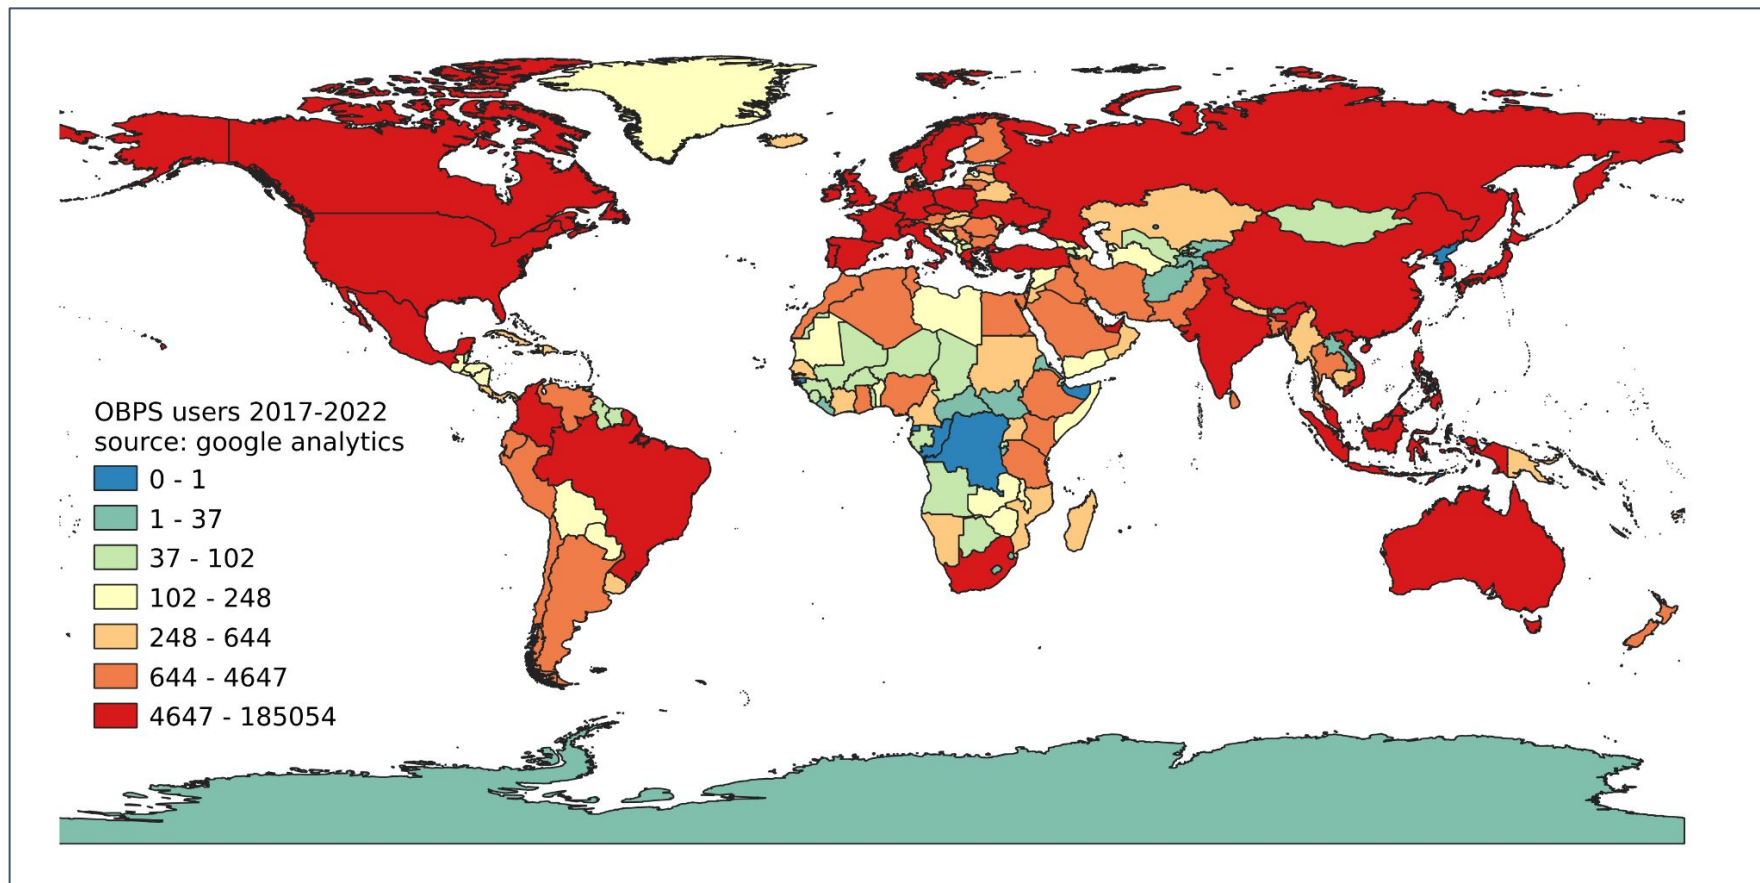 OBPS users 2017-2022
source: google analytics
0 - 1
1 - 37
37 - 102
102 - 248
248 - 644
644 - 4647
4647 - 185054